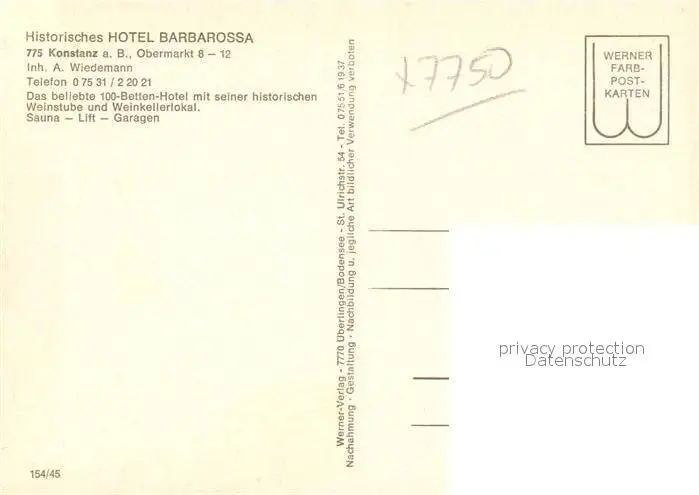 Historisches HOTEL BARBAROSSA
775 Konstanz a. B., Obermarkt 8 – 12
Inh. A. Wiedemann
Telefon 0 75 31 / 2 20 21
Das beliebte 100-Betten-Hotel mit seiner historischen
Weinstube und Weinkellerlokal.
Sauna – Lift – Garagen
154/45
Werner-Verlag - 7770 Überlingen/Bodensee - St. Ulrichstr. 54 - Tel. 07551/6 19 37
Nachahmung - Gestaltung - Nachbildung u. jegliche Art bildlicher Verwendung verboten
x7750
WERNER
FARB-
POST-
KARTEN
privacy protection
Datenschutz